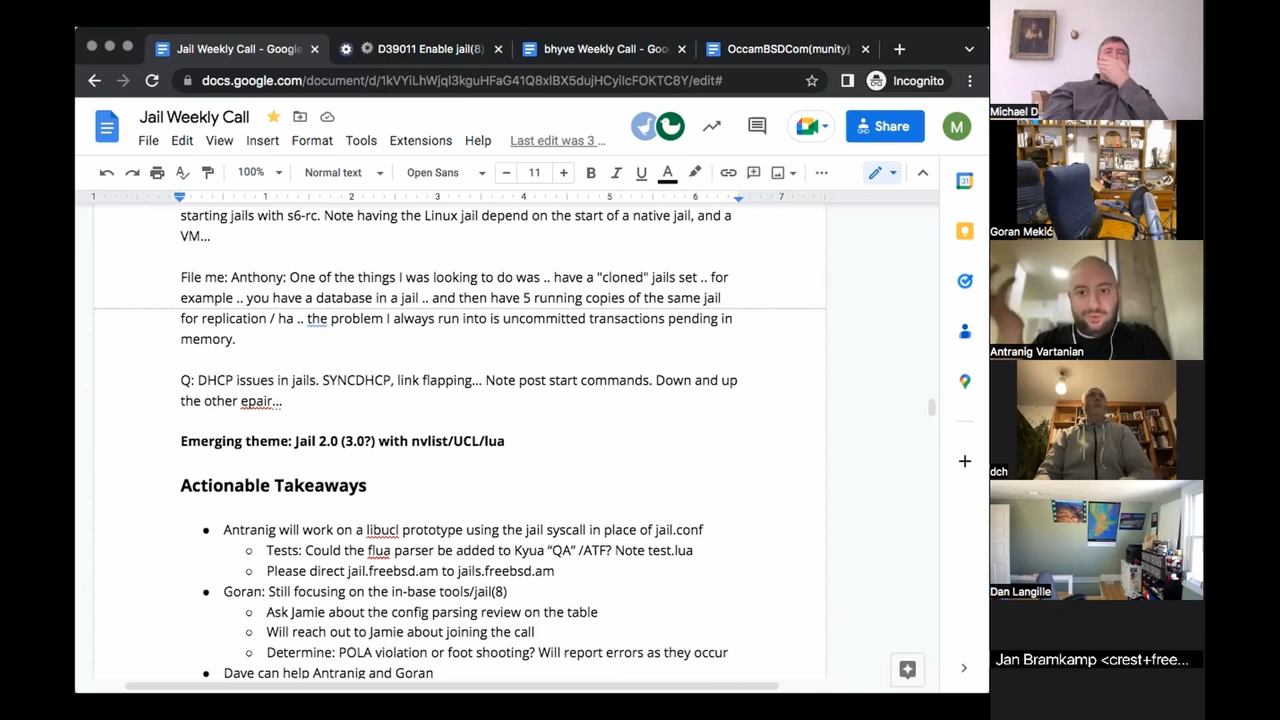 Jail Weekly Call - Google
D39011 Enable jail(8)
bhyve Weekly Call - Goo
OccamBSDCom(munity)
docs.google.com/document/d/1kVYiLhWjqI3kguHFaG41Q8xIBX5dujHCyilcFOKTC8Y/edit#
Incognito
Jail Weekly Call
File Edit View Insert Format Tools Extensions Help Last edit was 3 ...
Share
M
100% Normal text Open Sans 11 B I U A
31
1 1 2 3 4 5 6 7
starting jails with s6-rc. Note having the Linux jail depend on the start of a native jail, and a
VM...
File me: Anthony: One of the things I was looking to do was .. have a "cloned" jails set .. for
example .. you have a database in a jail .. and then have 5 running copies of the same jail
for replication / ha .. the problem I always run into is uncommitted transactions pending in
memory.
Q: DHCP issues in jails. SYNCDHCP, link flapping... Note post start commands. Down and up
the other epair...
Emerging theme: Jail 2.0 (3.0?) with nvlist/UCL/lua
Actionable Takeaways
● Antranig will work on a libucl prototype using the jail syscall in place of jail.conf
○ Tests: Could the flua parser be added to Kyua “QA” /ATF? Note test.lua
○ Please direct jail.freebsd.am to jails.freebsd.am
● Goran: Still focusing on the in-base tools/jail(8)
○ Ask Jamie about the config parsing review on the table
○ Will reach out to Jamie about joining the call
○ Determine: POLA violation or foot shooting? Will report errors as they occur
● Dave can help Antranig and Goran
Michael D
Goran Mekić
Antranig Vartanian
dch
Dan Langille
Jan Bramkamp <crest+free...